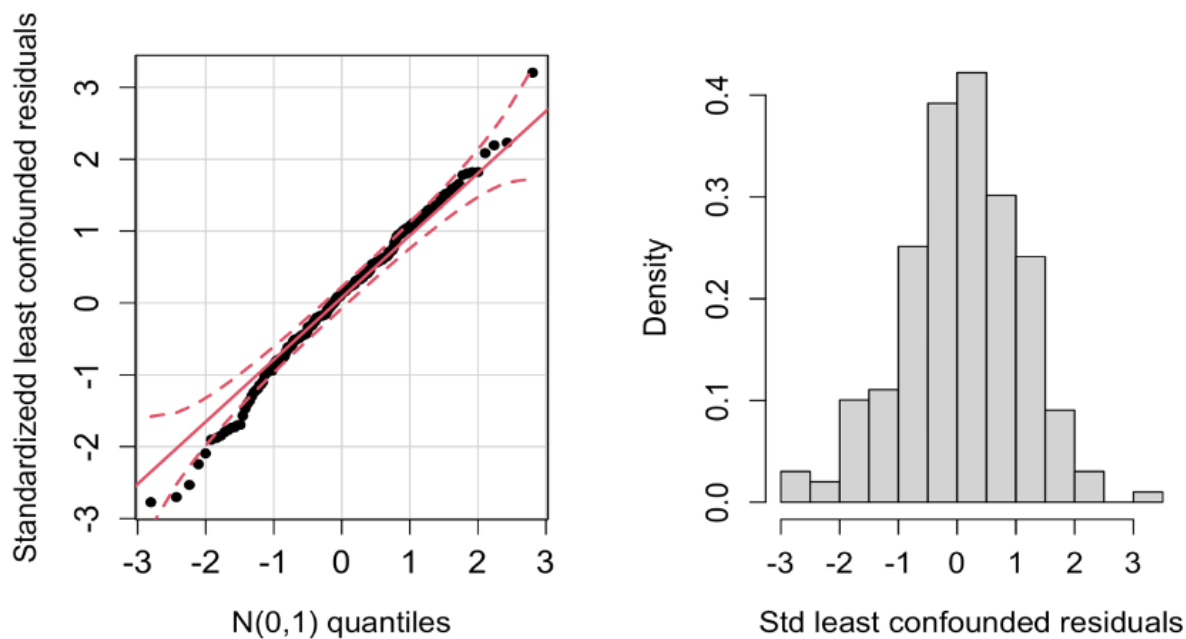 Standardizedd least confounded residuals
3
2
1
0
-1
-2
-3
-3 -2 -1 0 1 2 3
N(0,1) quantiles
Density
0.4
0.3
0.2
0.1
0.0
-3 -2 -1 0 1 2 3
Std least confounded residuals